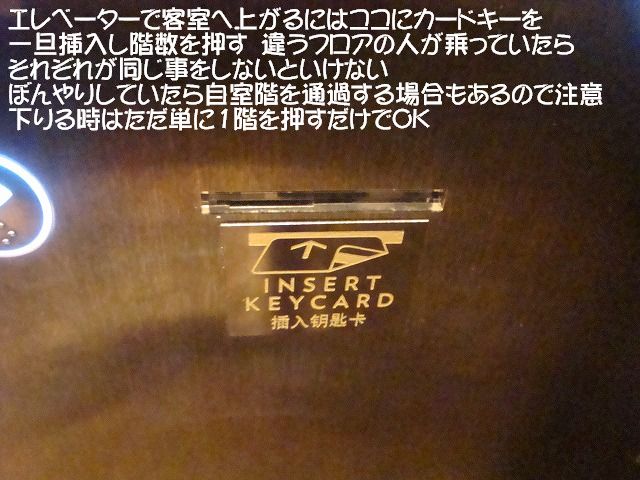 エレベーターで客室へ上がるにはココにカードキーを
一旦挿入し階数を押す 違うフロアの人が乗っていたら
それぞれが同じ事をしないといけない
ぼんやりしていたら自室階を通過する場合もあるので注意
下りる時はただ単に1階を押すだけでOK
INSERT
KEYCARD
插入钥匙卡